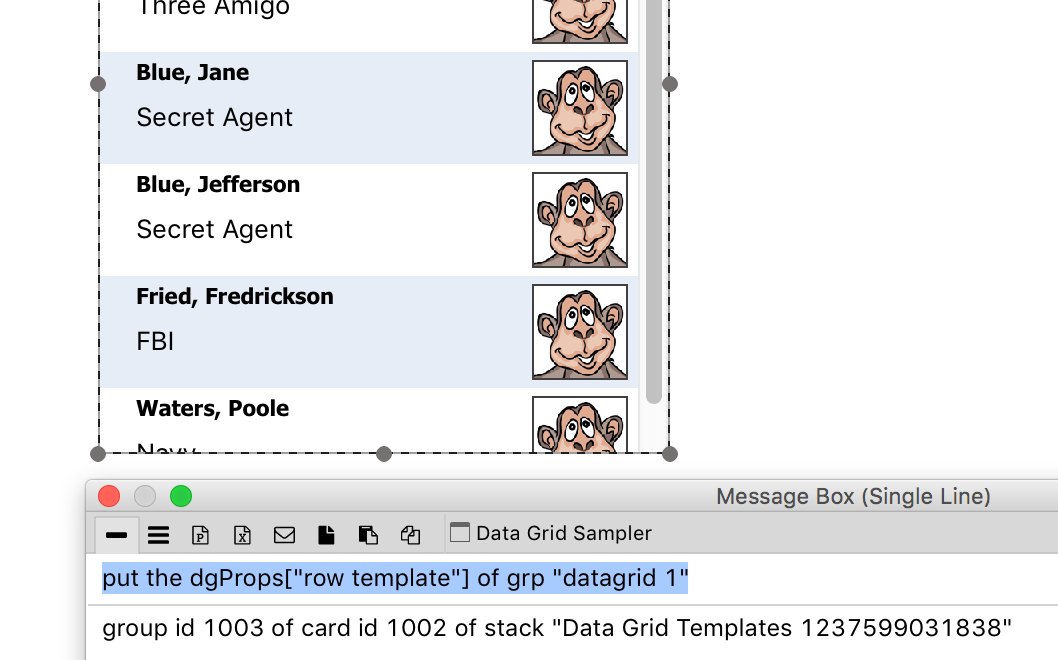 Three Amigo
Blue, Jane
Secret Agent
Blue, Jefferson
Secret Agent
Fried, Fredrickson
FBI
Waters, Poole
Navy
Message Box (Single Line)
Data Grid Sampler
put the dgProps["row template"] of grp "datagrid 1"
group id 1003 of card id 1002 of stack "Data Grid Templates 1237599031838"